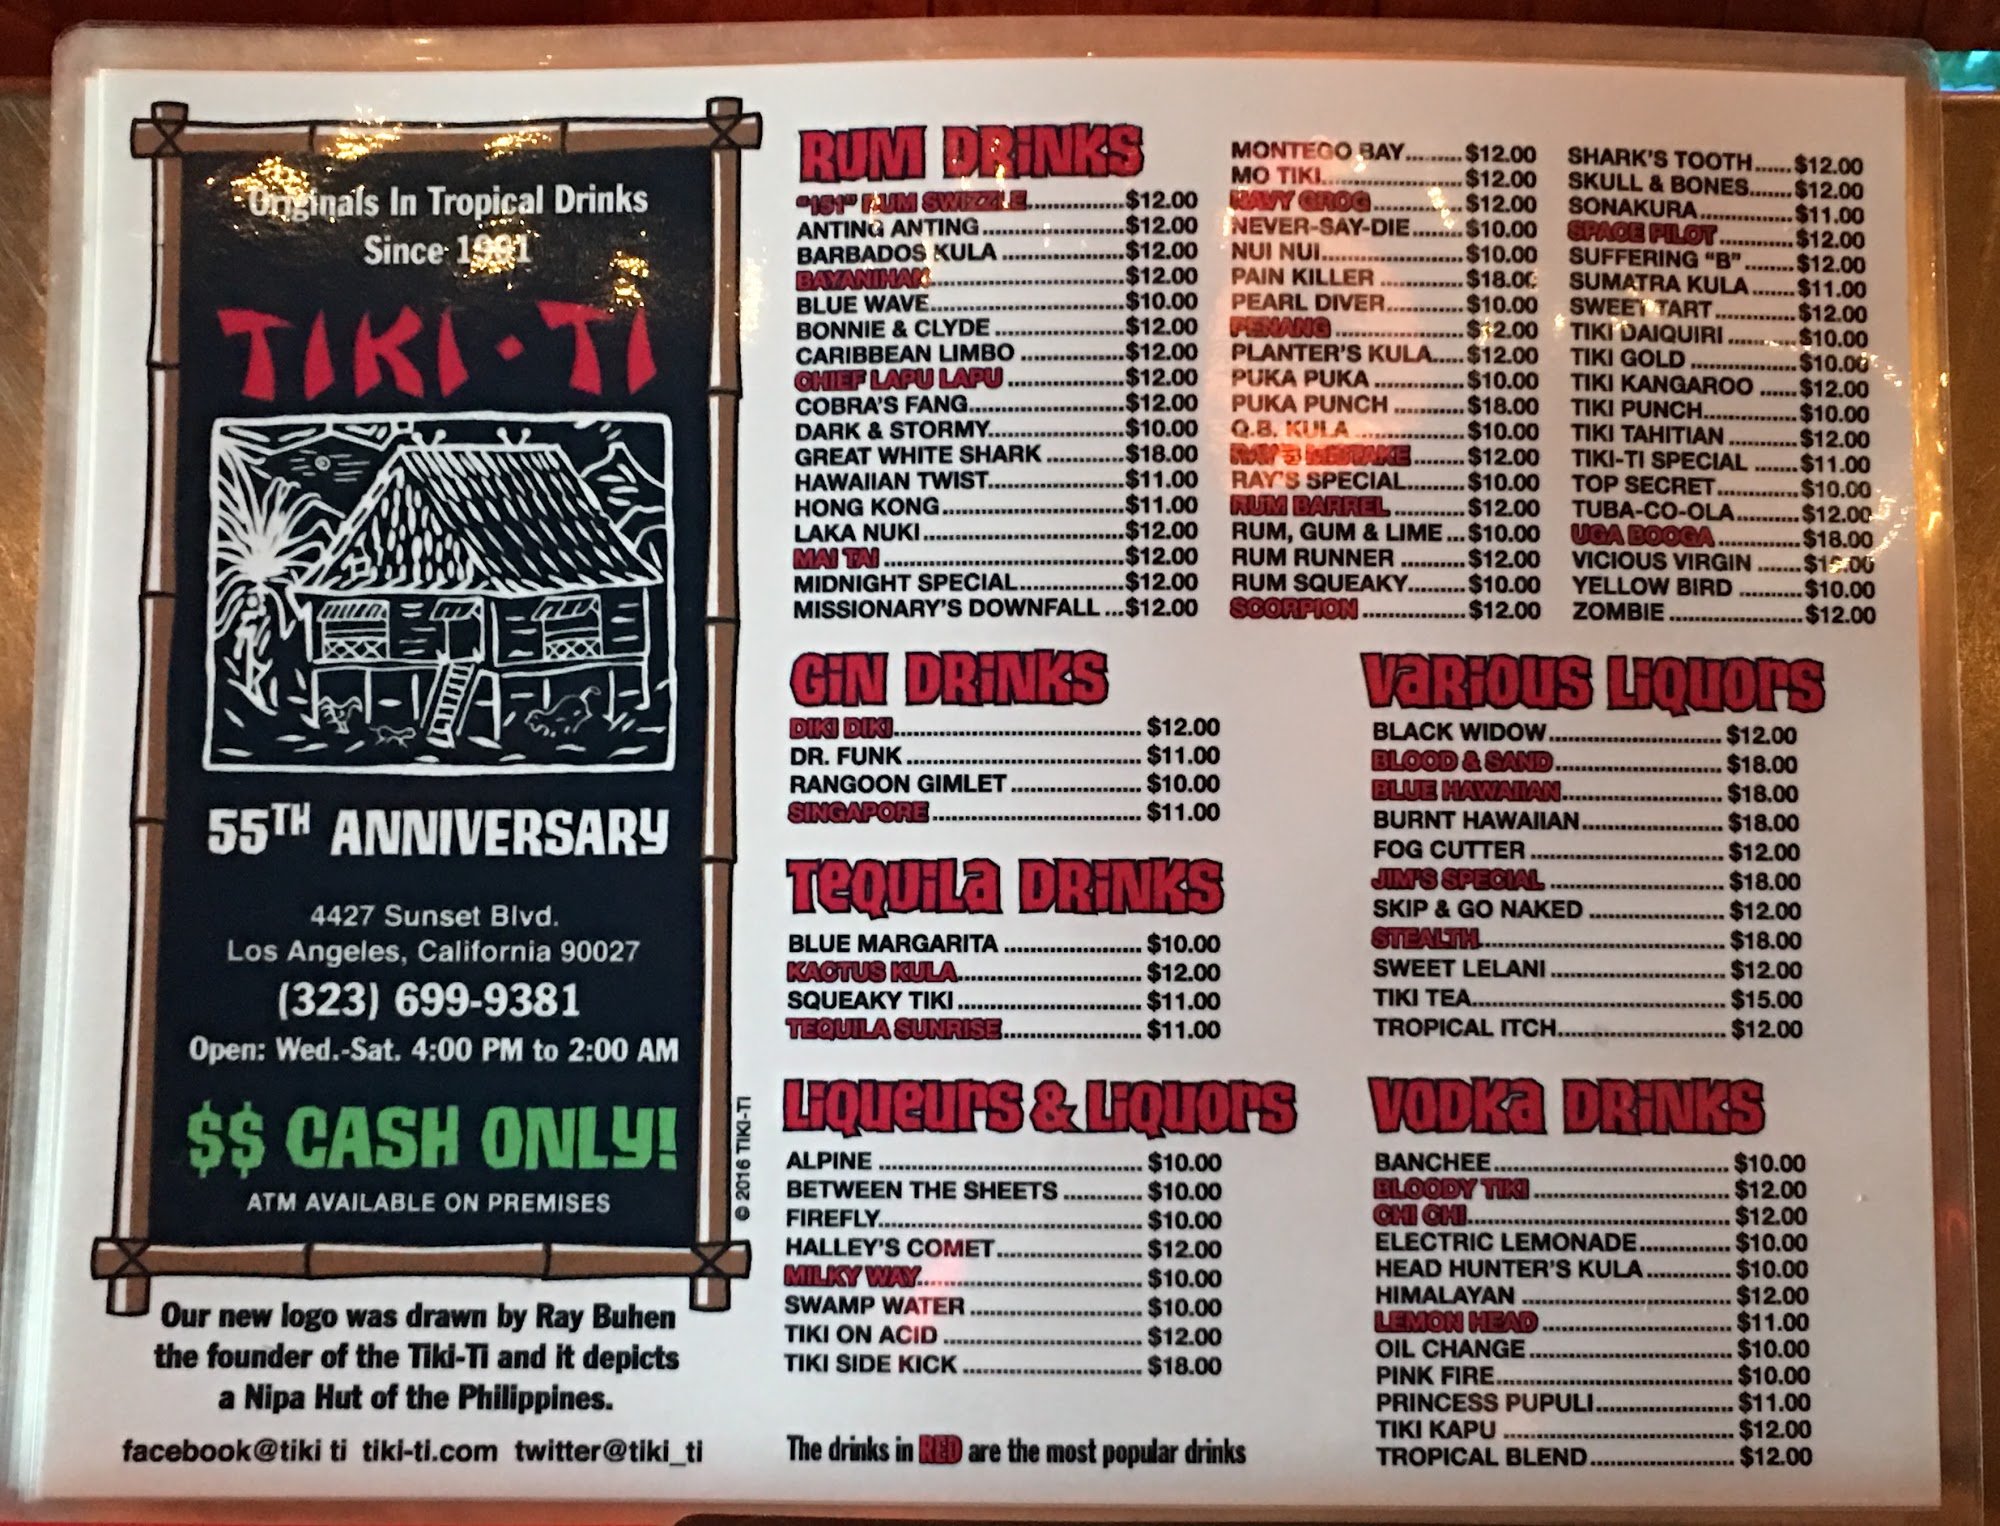 Originals In Tropical Drinks
Since 1961
TIKI·TI
55TH ANNIVERSARY
4427 Sunset Blvd.
Los Angeles, California 90027
(323) 699-9381
Open: Wed.-Sat. 4:00 PM to 2:00 AM
$$ CASH ONLY!
ATM AVAILABLE ON PREMISES
© 2016 TIKI-TI
Our new logo was drawn by Ray Buhen
the founder of the Tiki-Ti and it depicts
a Nipa Hut of the Philippines.
facebook@tiki ti tiki-ti.com twitter@tiki_ti
RUM DRINKS
"151" RUM SWIZZLE $12.00
ANTING ANTING $12.00
BARBADOS KULA $12.00
BAYANIHAN $12.00
BLUE WAVE $10.00
BONNIE & CLYDE $12.00
CARIBBEAN LIMBO $12.00
CHIEF LAPU LAPU $12.00
COBRA'S FANG $12.00
DARK & STORMY $10.00
GREAT WHITE SHARK $18.00
HAWAIIAN TWIST $11.00
HONG KONG $11.00
LAKA NUKI $12.00
MAI TAI $12.00
MIDNIGHT SPECIAL $12.00
MISSIONARY'S DOWNFALL $12.00
MONTEGO BAY $12.00
MO TIKI $12.00
NAVY GROG $12.00
NEVER-SAY-DIE $10.00
NUI NUI $10.00
PAIN KILLER $18.00
PEARL DIVER $10.00
PENANG $12.00
PLANTER'S KULA $12.00
PUKA PUKA $10.00
PUKA PUNCH $18.00
Q.B. KULA $10.00
RAY'S MISTAKE $12.00
RAY'S SPECIAL $10.00
RUM BARREL $12.00
RUM, GUM & LIME $10.00
RUM RUNNER $12.00
RUM SQUEAKY $10.00
SCORPION $12.00
SHARK'S TOOTH $12.00
SKULL & BONES $12.00
SONAKURA $11.00
SPACE PILOT $12.00
SUFFERING "B" $12.00
SUMATRA KULA $11.00
SWEET TART $12.00
TIKI DAIQUIRI $10.00
TIKI GOLD $10.00
TIKI KANGAROO $12.00
TIKI PUNCH $10.00
TIKI TAHITIAN $12.00
TIKI-TI SPECIAL $11.00
TOP SECRET $10.00
TUBA-CO-OLA $12.00
UGA BOOGA $18.00
VICIOUS VIRGIN
YELLOW BIRD $10.00
ZOMBIE $12.00
GIN DRINKS
DIKI DIKI $12.00
DR. FUNK $11.00
RANGOON GIMLET $10.00
SINGAPORE $11.00
TEQUILA DRINKS
BLUE MARGARITA $10.00
KACTUS KULA $12.00
SQUEAKY TIKI $11.00
TEQUILA SUNRISE $11.00
LIQUEURS & LIQUORS
ALPINE $10.00
BETWEEN THE SHEETS $10.00
FIREFLY $10.00
HALLEY'S COMET $12.00
MILKY WAY $10.00
SWAMP WATER $10.00
TIKI ON ACID $12.00
TIKI SIDE KICK $18.00
The drinks in RED are the most popular drinks
VARIOUS LIQUORS
BLACK WIDOW $12.00
BLOOD & SAND $18.00
BLUE HAWAIIAN $18.00
BURNT HAWAIIAN $18.00
FOG CUTTER $12.00
JIM'S SPECIAL $18.00
SKIP & GO NAKED $12.00
STEALTH $18.00
SWEET LELANI $12.00
TIKI TEA $15.00
TROPICAL ITCH $12.00
VODKA DRINKS
BANCHEE $10.00
BLOODY TIKI $12.00
CHI CHI $12.00
ELECTRIC LEMONADE $10.00
HEAD HUNTER'S KULA $10.00
HIMALAYAN $12.00
LEMON HEAD $11.00
OIL CHANGE $10.00
PINK FIRE $10.00
PRINCESS PUPULI $11.00
TIKI KAPU $12.00
TROPICAL BLEND $12.00